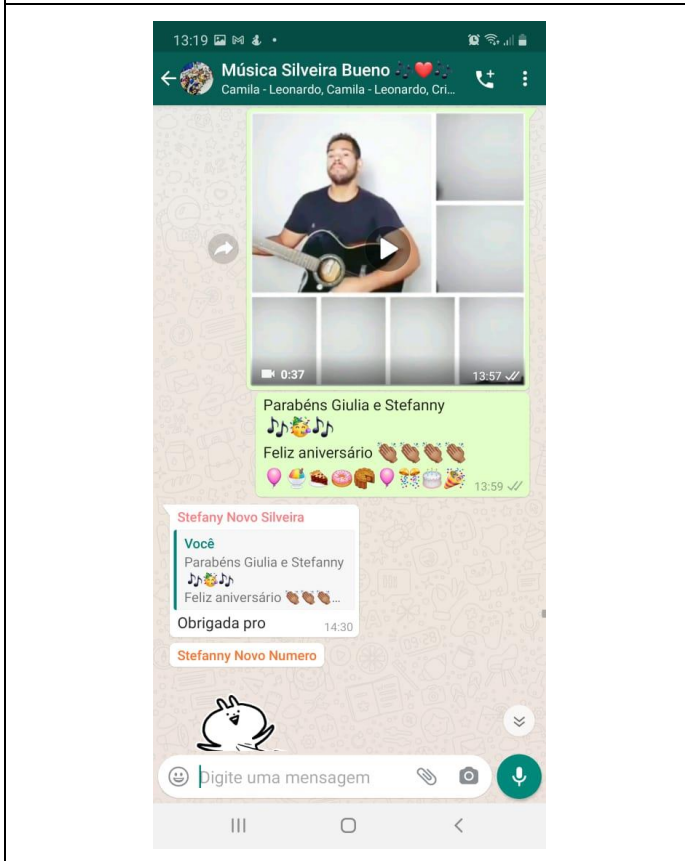 13:19
Música Silveira Bueno 🎶❤️🎶
Camila - Leonardo, Camila - Leonardo, Cri...
0:37
13:57
Parabéns Giulia e Stefanny
🎶🥳🎶
Feliz aniversário 👏🏽👏🏽👏🏽👏🏽
🎈🍨🍰🍩🥮🎈🎊🎂🎉
13:59
Stefany Novo Silveira
Você
Parabéns Giulia e Stefanny
🎶🥳🎶
Feliz aniversário 👏🏽👏🏽👏🏽...
Obrigada pro
14:30
Stefanny Novo Numero
Digite uma mensagem